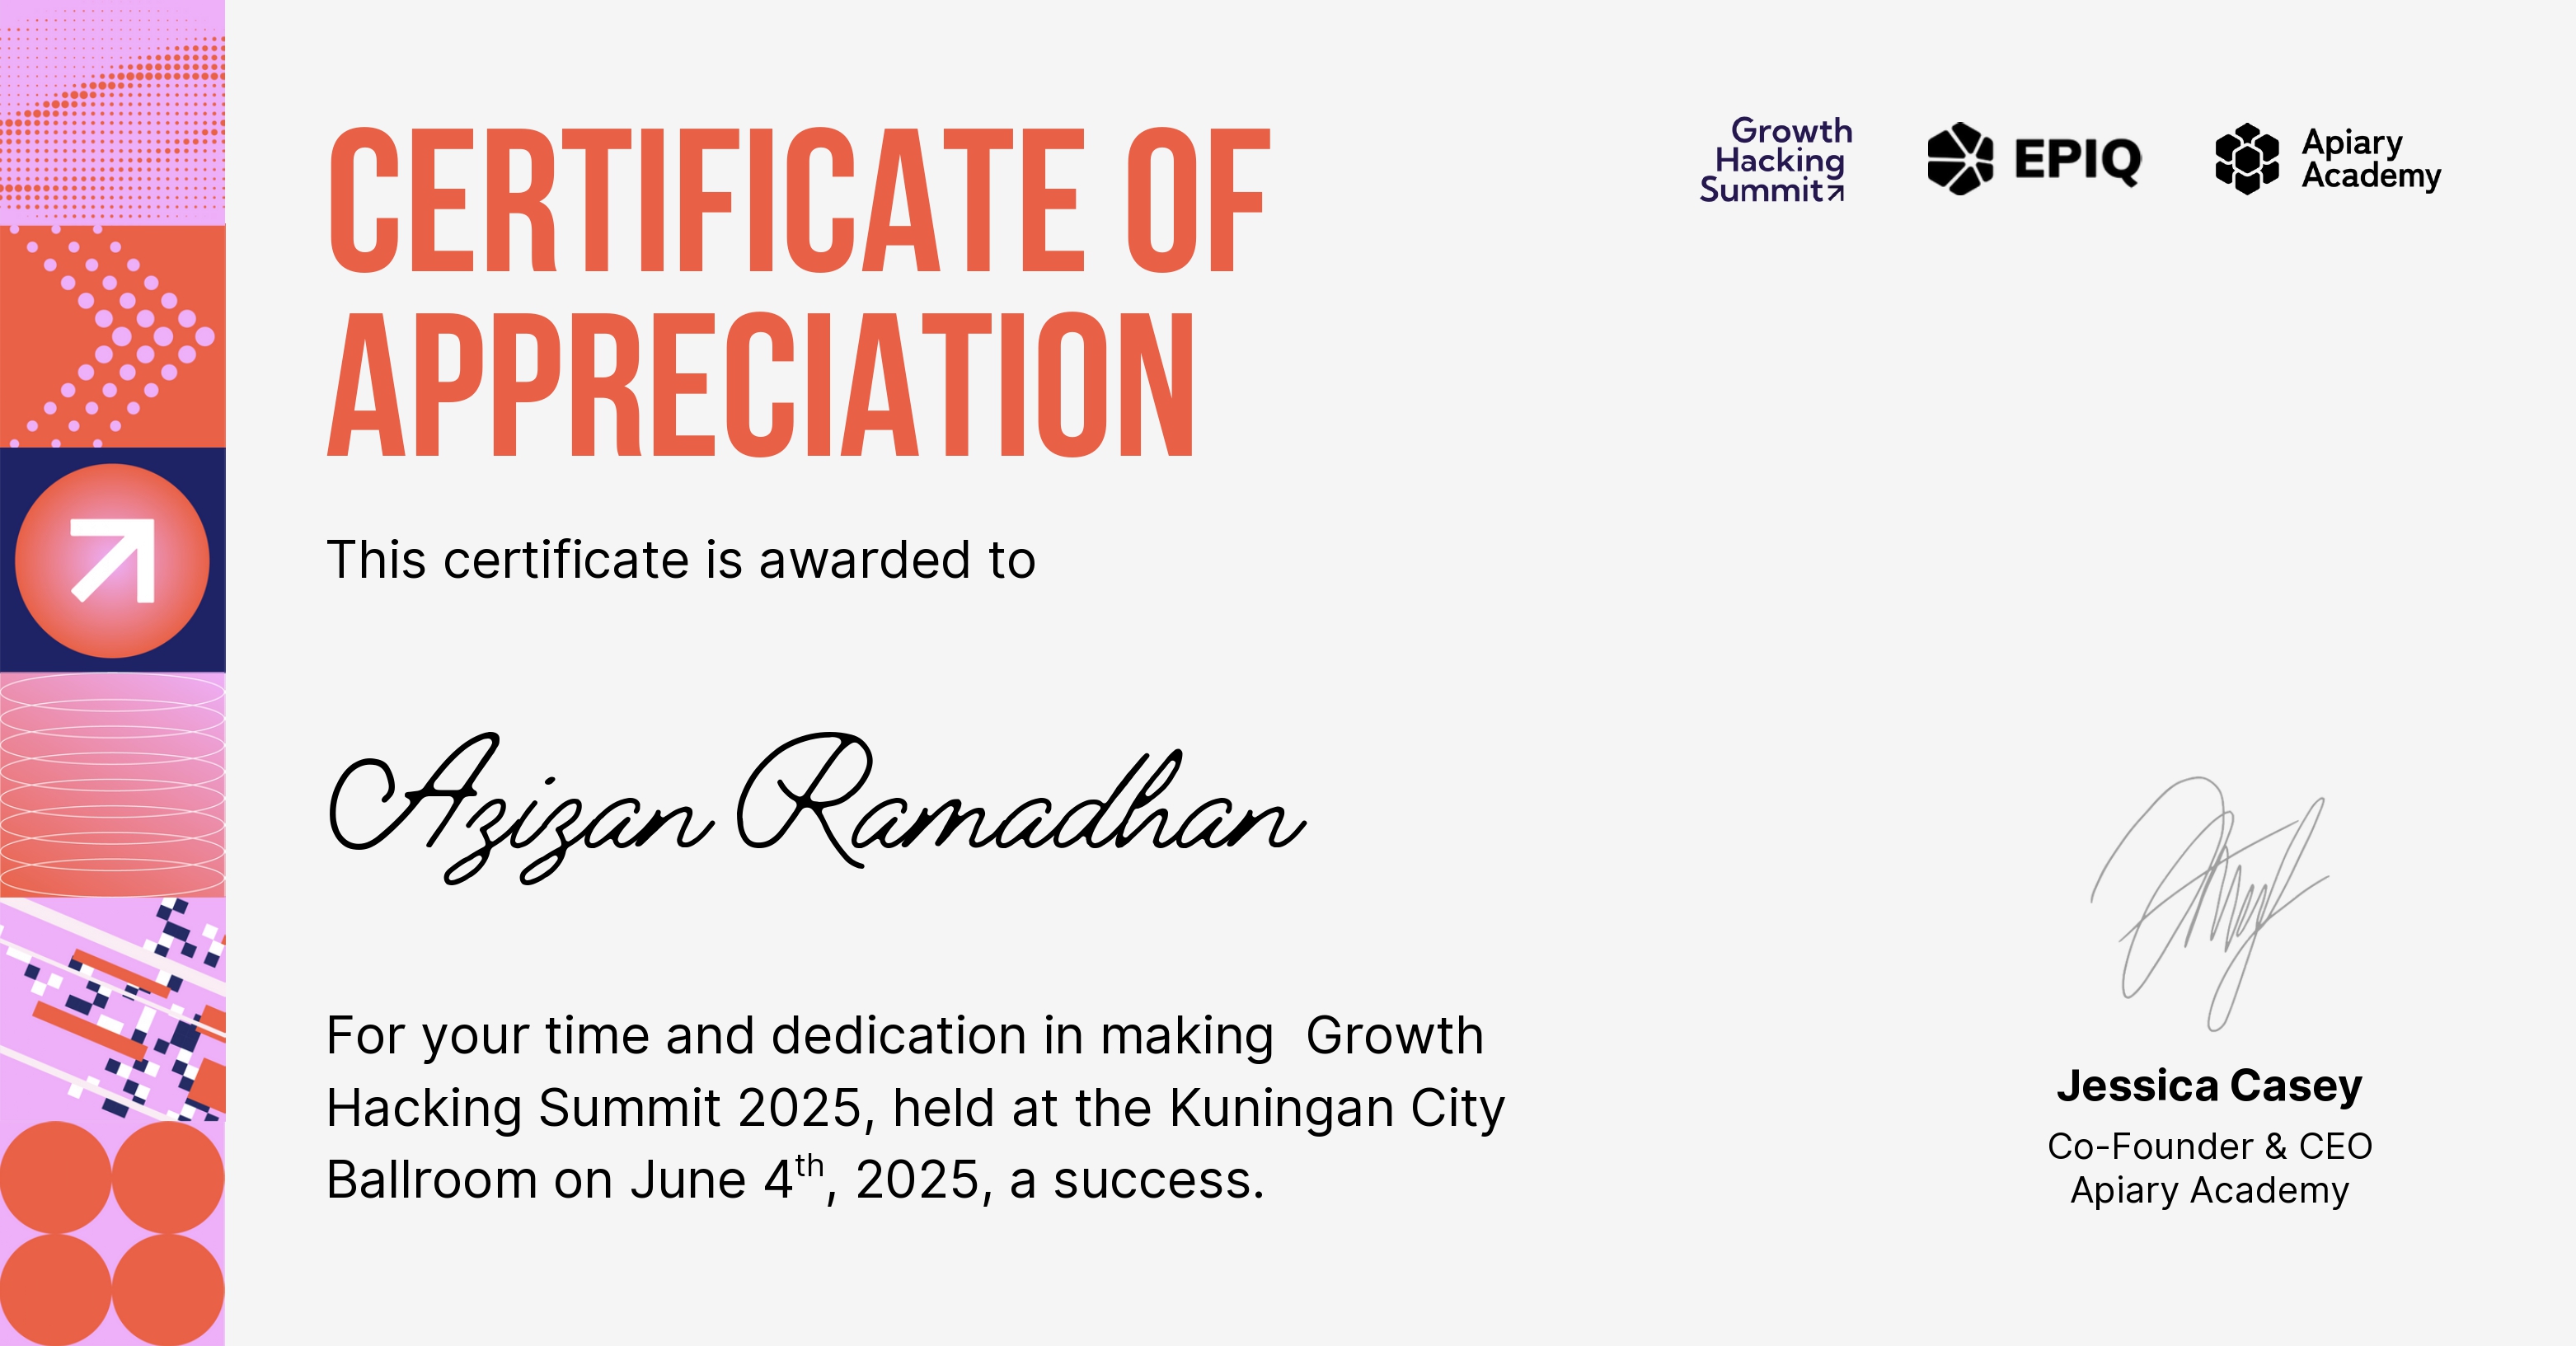 CERTIFICATE OF
APPRECIATION
Growth
Hacking
Summit
EPIQ
Apiary
Academy
This certificate is awarded to
Azizan Ramadhan
For your time and dedication in making  Growth
Hacking Summit 2025, held at the Kuningan City
Ballroom on June 4th, 2025, a success.
Jessica Casey
Co-Founder & CEO
Apiary Academy